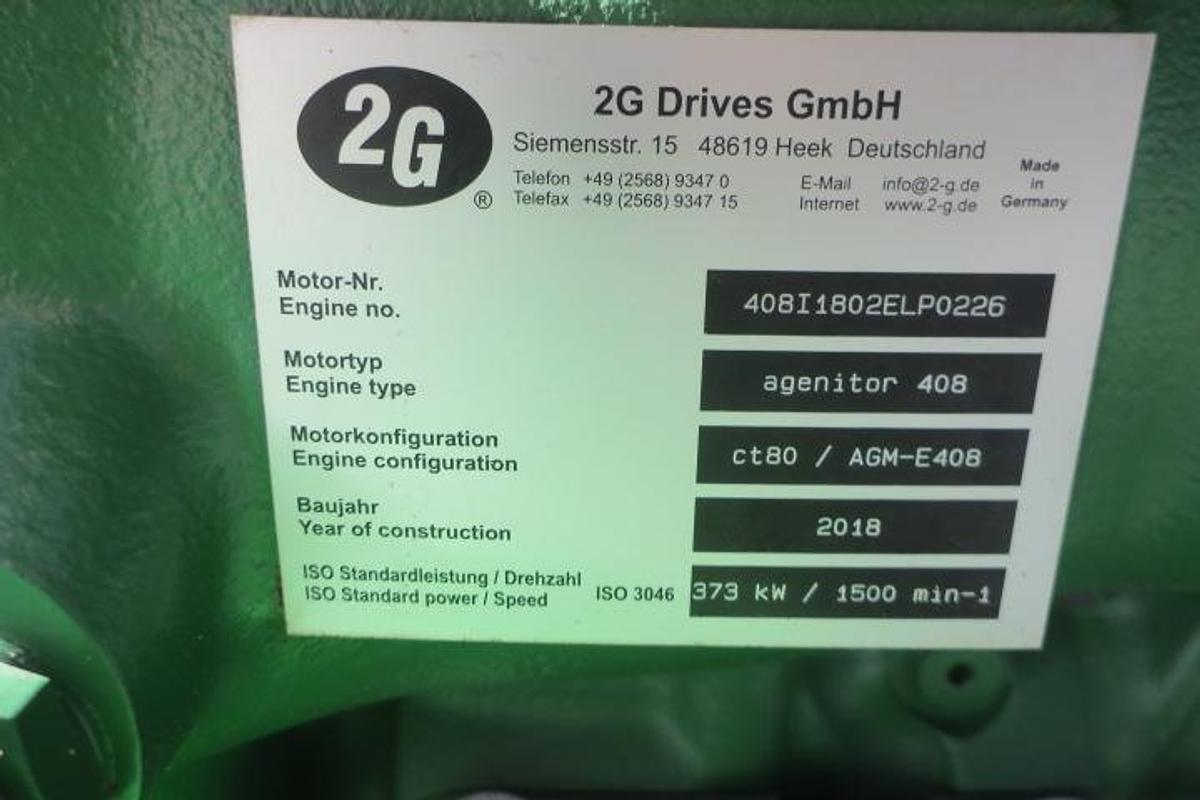 2G
®
2G Drives GmbH
Siemensstr. 15 48619 Heek Deutschland
Telefon +49 (2568) 9347 0 E-Mail info@2-g.de
Telefax +49 (2568) 9347 15 Internet www.2-g.de
Made
in
Germany
Motor-Nr.
Engine no.
408I1802ELP0226
Motortyp
Engine type
agenitor 408
Motorkonfiguration
Engine configuration
ct80 / AGM-E408
Baujahr
Year of construction
2018
ISO Standardleistung / Drehzahl
ISO Standard power / Speed
ISO 3046
373 kW / 1500 min-1